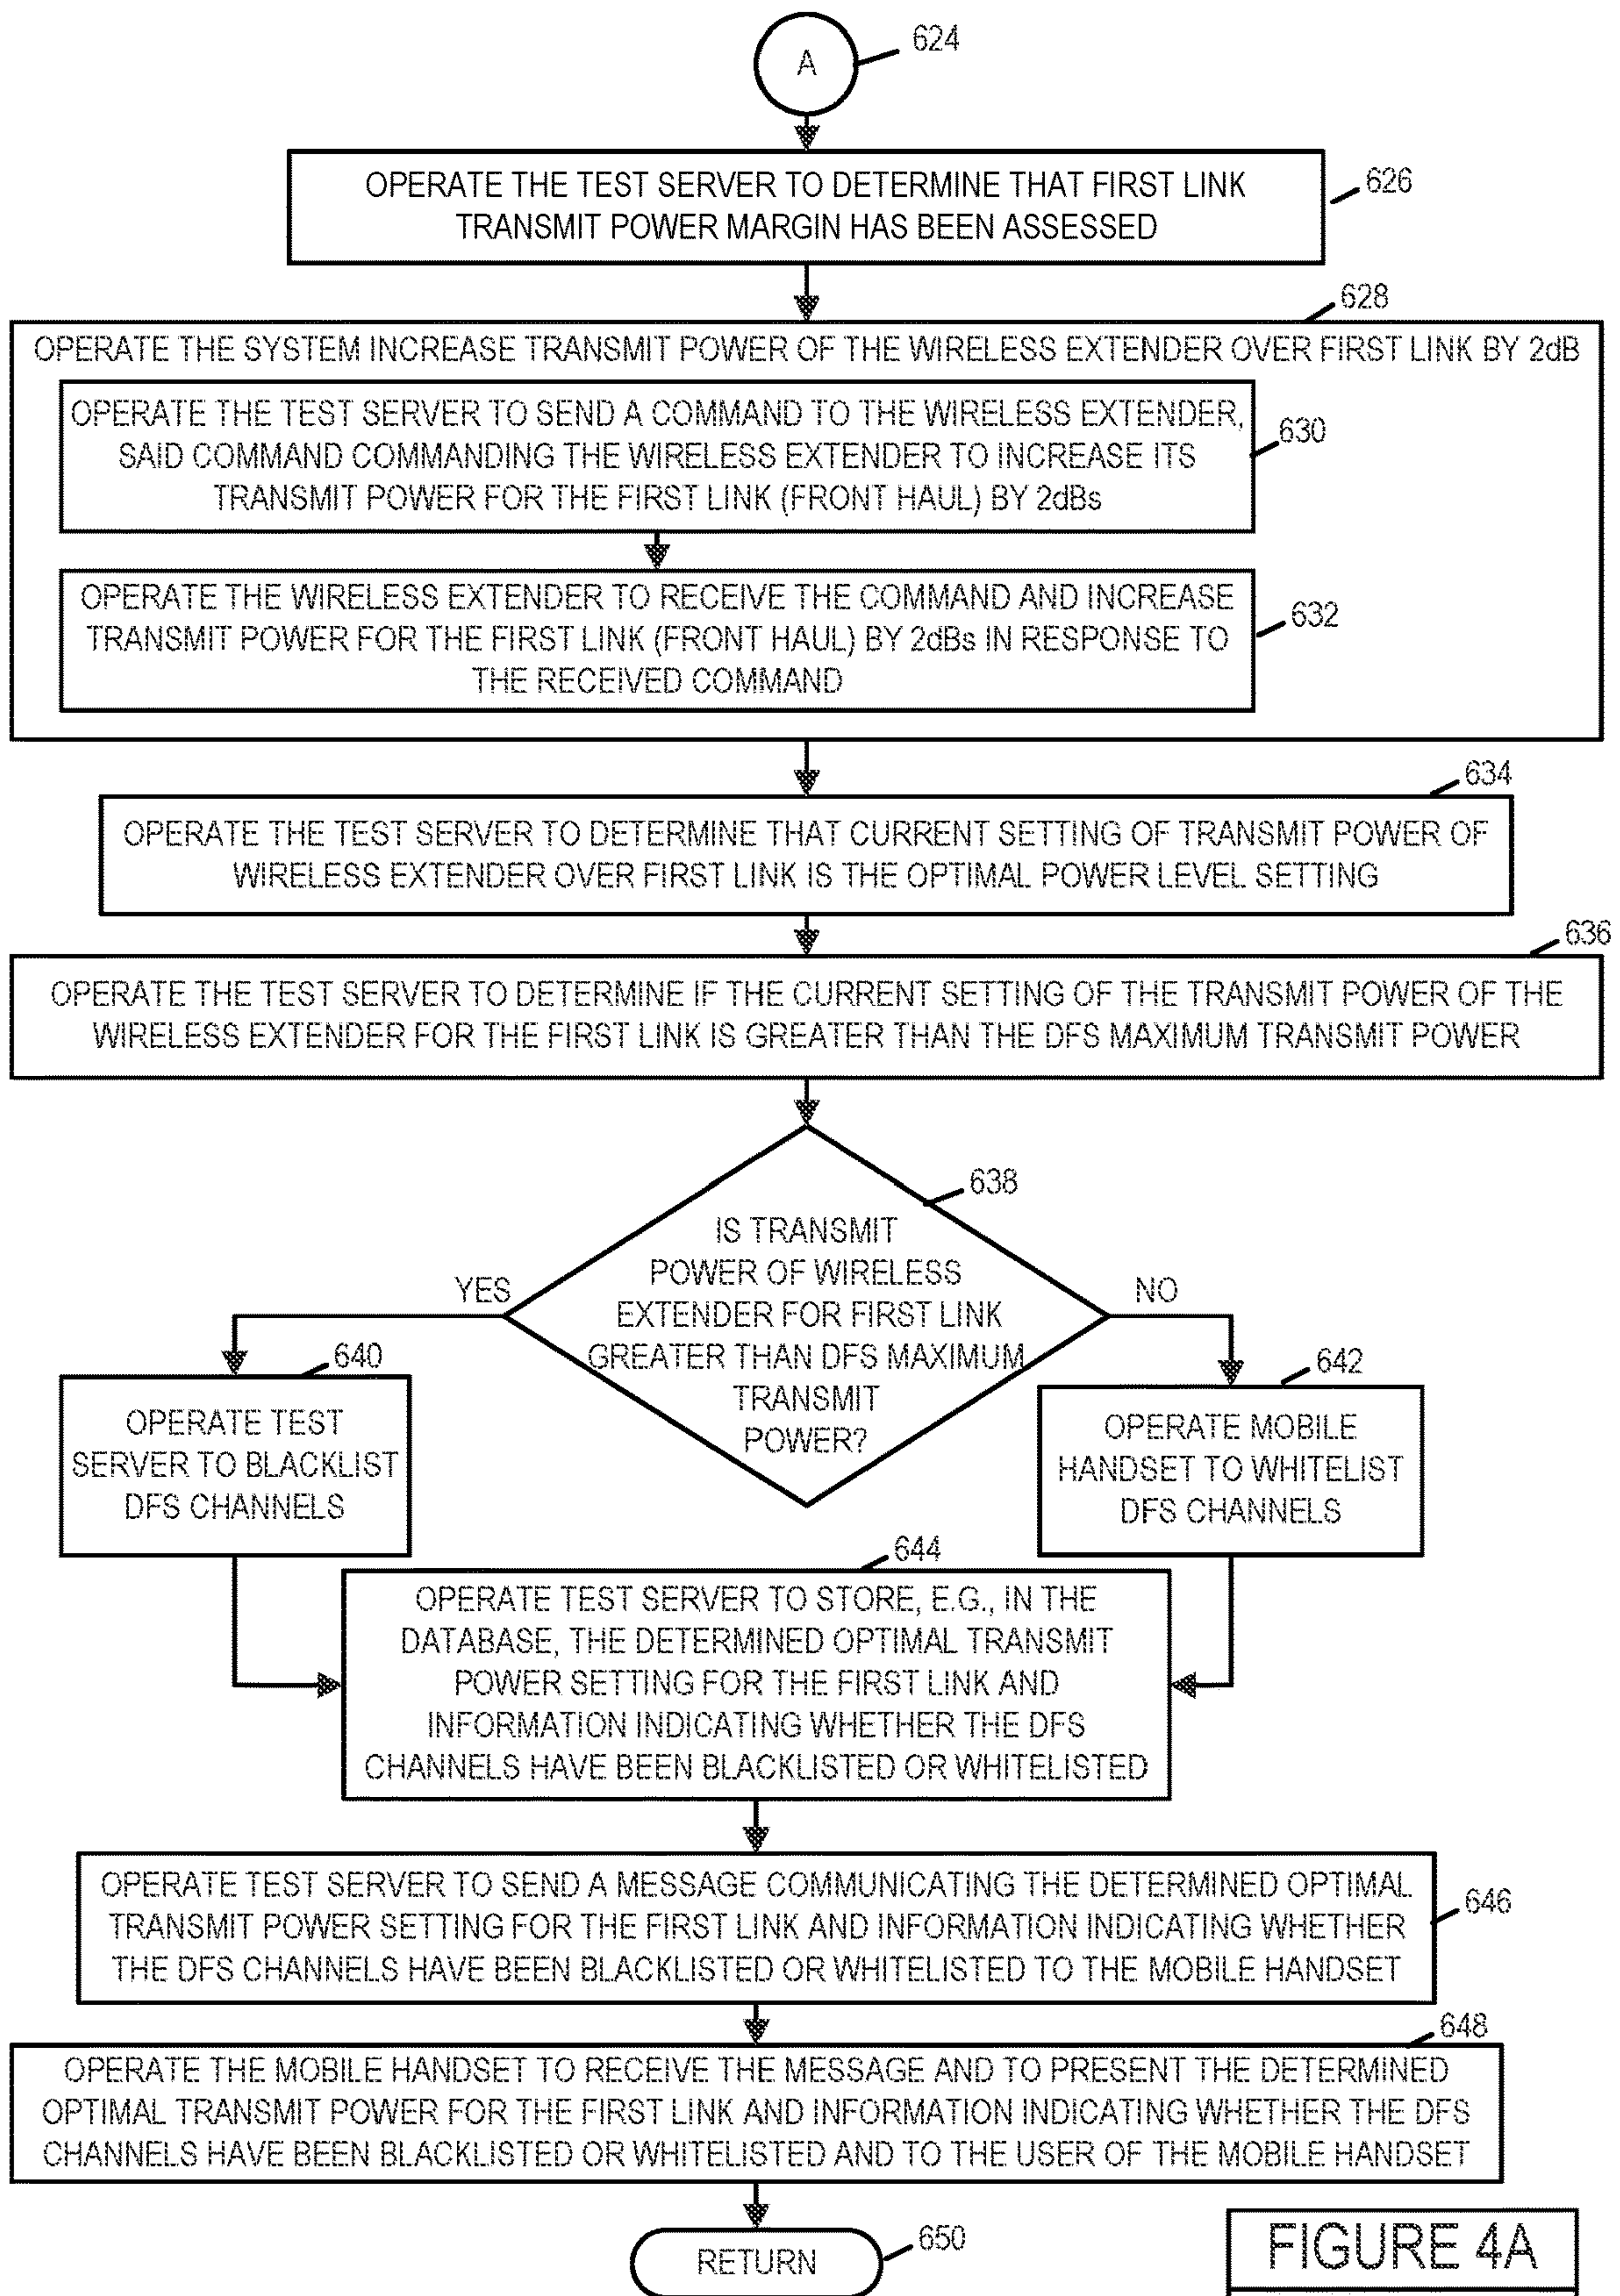 A
624
OPERATE THE TEST SERVER TO DETERMINE THAT FIRST LINK
TRANSMIT POWER MARGIN HAS BEEN ASSESSED
626
628
OPERATE THE SYSTEM INCREASE TRANSMIT POWER OF THE WIRELESS EXTENDER OVER FIRST LINK BY 2dB
OPERATE THE TEST SERVER TO SEND A COMMAND TO THE WIRELESS EXTENDER,
SAID COMMAND COMMANDING THE WIRELESS EXTENDER TO INCREASE ITS
TRANSMIT POWER FOR THE FIRST LINK (FRONT HAUL) BY 2dBs
630
OPERATE THE WIRELESS EXTENDER TO RECEIVE THE COMMAND AND INCREASE
TRANSMIT POWER FOR THE FIRST LINK (FRONT HAUL) BY 2dBs IN RESPONSE TO
THE RECEIVED COMMAND
632
634
OPERATE THE TEST SERVER TO DETERMINE THAT CURRENT SETTING OF TRANSMIT POWER OF
WIRELESS EXTENDER OVER FIRST LINK IS THE OPTIMAL POWER LEVEL SETTING
636
OPERATE THE TEST SERVER TO DETERMINE IF THE CURRENT SETTING OF THE TRANSMIT POWER OF THE
WIRELESS EXTENDER FOR THE FIRST LINK IS GREATER THAN THE DFS MAXIMUM TRANSMIT POWER
638
IS TRANSMIT
POWER OF WIRELESS
EXTENDER FOR FIRST LINK
GREATER THAN DFS MAXIMUM
TRANSMIT
POWER?
YES
NO
640
OPERATE TEST
SERVER TO BLACKLIST
DFS CHANNELS
642
OPERATE MOBILE
HANDSET TO WHITELIST
DFS CHANNELS
644
OPERATE TEST SERVER TO STORE, E.G., IN THE
DATABASE, THE DETERMINED OPTIMAL TRANSMIT
POWER SETTING FOR THE FIRST LINK AND
INFORMATION INDICATING WHETHER THE DFS
CHANNELS HAVE BEEN BLACKLISTED OR WHITELISTED
OPERATE TEST SERVER TO SEND A MESSAGE COMMUNICATING THE DETERMINED OPTIMAL
TRANSMIT POWER SETTING FOR THE FIRST LINK AND INFORMATION INDICATING WHETHER
THE DFS CHANNELS HAVE BEEN BLACKLISTED OR WHITELISTED TO THE MOBILE HANDSET
646
648
OPERATE THE MOBILE HANDSET TO RECEIVE THE MESSAGE AND TO PRESENT THE DETERMINED
OPTIMAL TRANSMIT POWER FOR THE FIRST LINK AND INFORMATION INDICATING WHETHER THE DFS
CHANNELS HAVE BEEN BLACKLISTED OR WHITELISTED AND TO THE USER OF THE MOBILE HANDSET
RETURN
650
FIGURE 4A